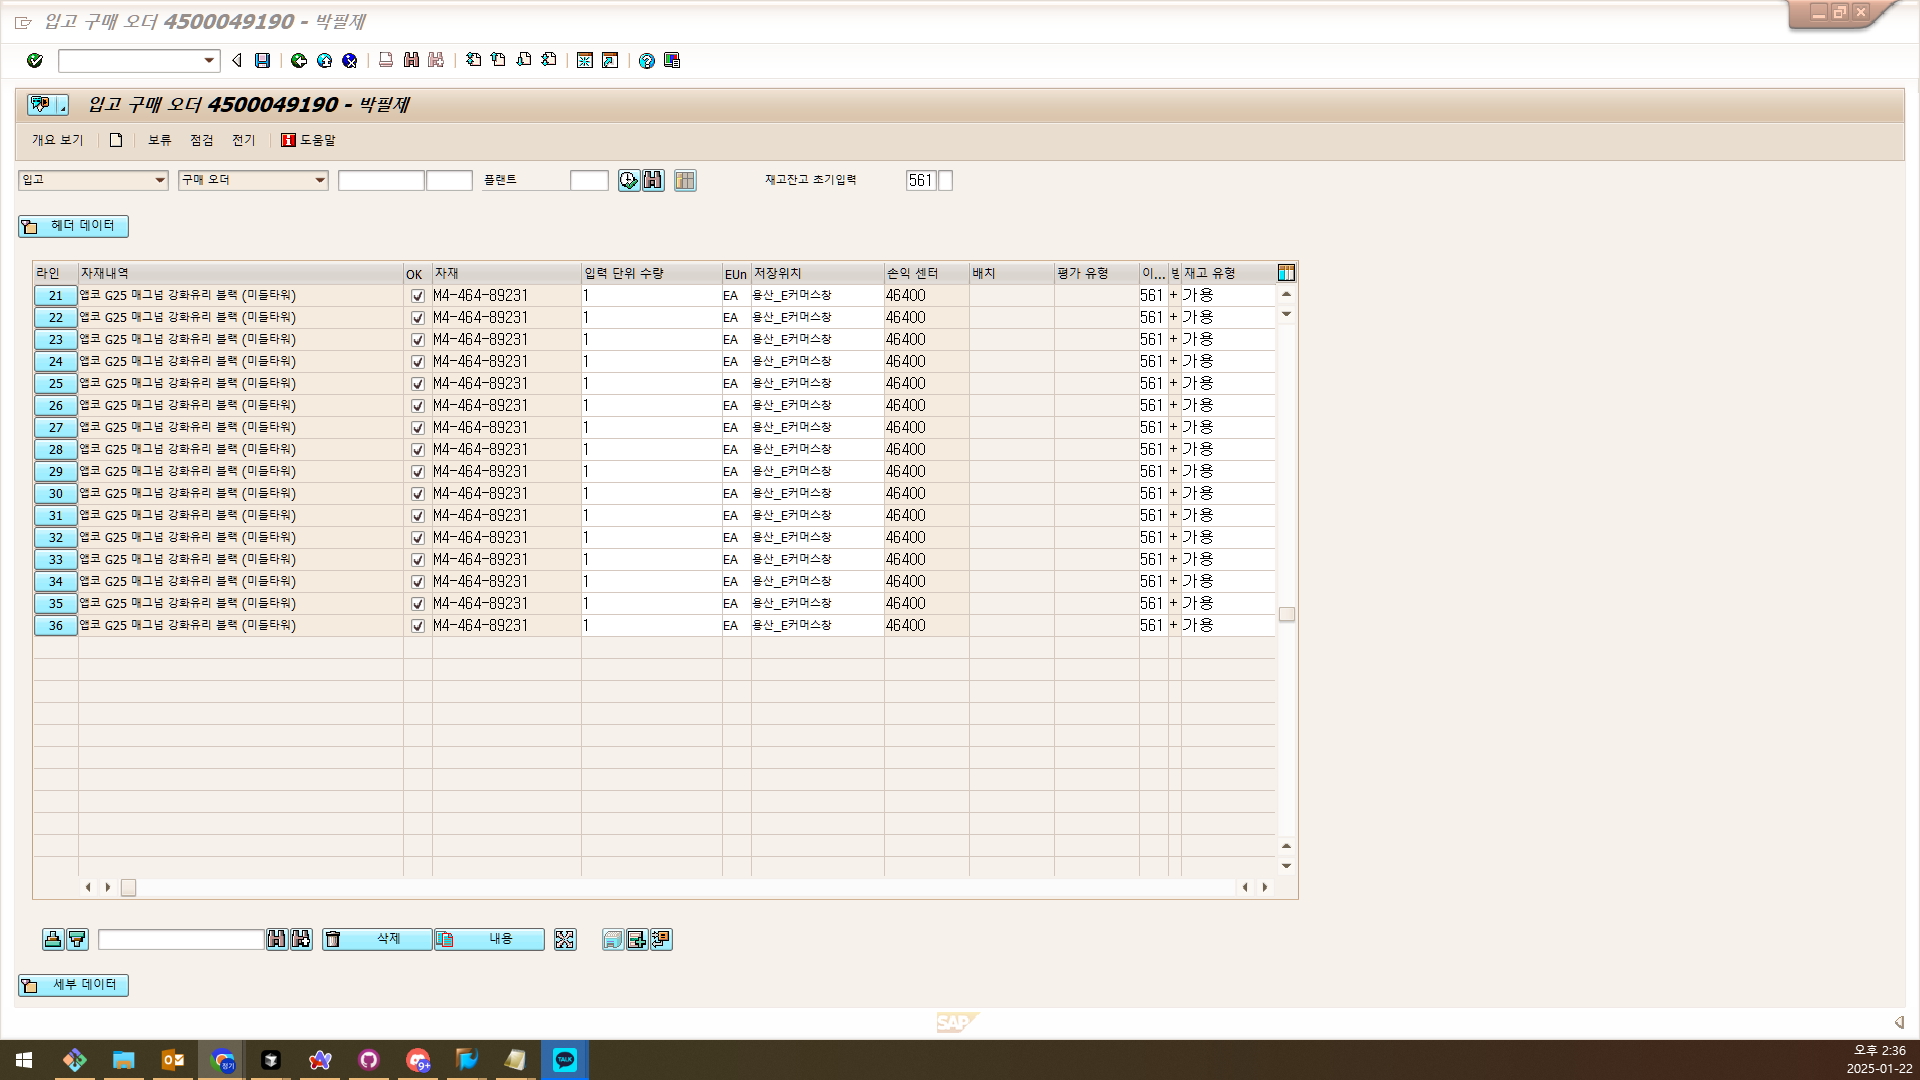 입고 구매 오더 4500049190 - 박필제
입고 구매 오더 4500049190 - 박필제
개요 보기 보류 점검 전기 도움말
입고 구매 오더 플랜트 재고잔고 초기입력 561
헤더 데이터
라인 자재내역 OK 자재 입력 단위 수량 EUn 저장위치 손익 센터 배치 평가 유형 이... 재고 유형
21 앱코 G25 매그넘 강화유리 블랙 (미들타워) M4-464-89231 1 EA 용산_E커머스창 46400 561 + 가용
22 앱코 G25 매그넘 강화유리 블랙 (미들타워) M4-464-89231 1 EA 용산_E커머스창 46400 561 + 가용
23 앱코 G25 매그넘 강화유리 블랙 (미들타워) M4-464-89231 1 EA 용산_E커머스창 46400 561 + 가용
24 앱코 G25 매그넘 강화유리 블랙 (미들타워) M4-464-89231 1 EA 용산_E커머스창 46400 561 + 가용
25 앱코 G25 매그넘 강화유리 블랙 (미들타워) M4-464-89231 1 EA 용산_E커머스창 46400 561 + 가용
26 앱코 G25 매그넘 강화유리 블랙 (미들타워) M4-464-89231 1 EA 용산_E커머스창 46400 561 + 가용
27 앱코 G25 매그넘 강화유리 블랙 (미들타워) M4-464-89231 1 EA 용산_E커머스창 46400 561 + 가용
28 앱코 G25 매그넘 강화유리 블랙 (미들타워) M4-464-89231 1 EA 용산_E커머스창 46400 561 + 가용
29 앱코 G25 매그넘 강화유리 블랙 (미들타워) M4-464-89231 1 EA 용산_E커머스창 46400 561 + 가용
30 앱코 G25 매그넘 강화유리 블랙 (미들타워) M4-464-89231 1 EA 용산_E커머스창 46400 561 + 가용
31 앱코 G25 매그넘 강화유리 블랙 (미들타워) M4-464-89231 1 EA 용산_E커머스창 46400 561 + 가용
32 앱코 G25 매그넘 강화유리 블랙 (미들타워) M4-464-89231 1 EA 용산_E커머스창 46400 561 + 가용
33 앱코 G25 매그넘 강화유리 블랙 (미들타워) M4-464-89231 1 EA 용산_E커머스창 46400 561 + 가용
34 앱코 G25 매그넘 강화유리 블랙 (미들타워) M4-464-89231 1 EA 용산_E커머스창 46400 561 + 가용
35 앱코 G25 매그넘 강화유리 블랙 (미들타워) M4-464-89231 1 EA 용산_E커머스창 46400 561 + 가용
36 앱코 G25 매그넘 강화유리 블랙 (미들타워) M4-464-89231 1 EA 용산_E커머스창 46400 561 + 가용
삭제 내용
세부 데이터
SAP
9+ TALK
오후 2:36
2025-01-22